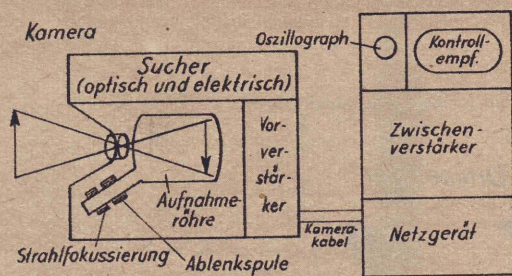 Kamera
Sucher
(optisch und elektrisch)
Vor-
ver-
stär-
ker
Aufnahme-
röhre
Strahlfokussierung
Ablenkspule
Kamera-
kabel
Oszillograph
Kontroll-
empf.
Zwischen-
verstärker
Netzgerät